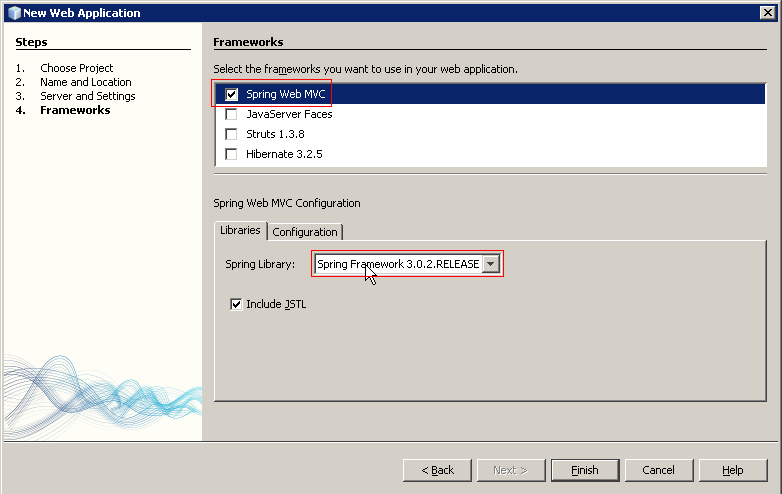 New Web Application
Steps
1. Choose Project
2. Name and Location
3. Server and Settings
4. Frameworks
Frameworks
Select the frameworks you want to use in your web application.
Spring Web MVC
JavaServer Faces
Struts 1.3.8
Hibernate 3.2.5
Spring Web MVC Configuration
Libraries Configuration
Spring Library: Spring Framework 3.0.2.RELEASE
Include JSTL
< Back Next > Finish Cancel Help